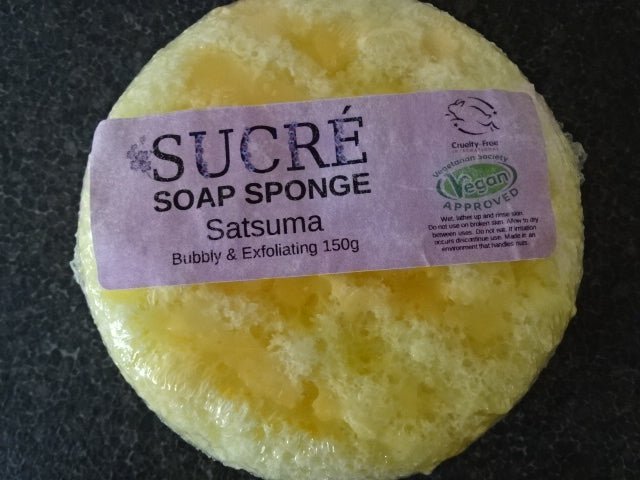 SUCRÉ
SOAP SPONGE
Satsuma
Bubbly & Exfoliating 150g
Cruelty-Free
Vegetarian Society
Vegan
APPROVED
Wet, lather up and rinse skin.
Do not use on broken skin. Allow to dry
between uses. Do not eat. If irritation
occurs discontinue use. Made in an
environment that handles nuts.